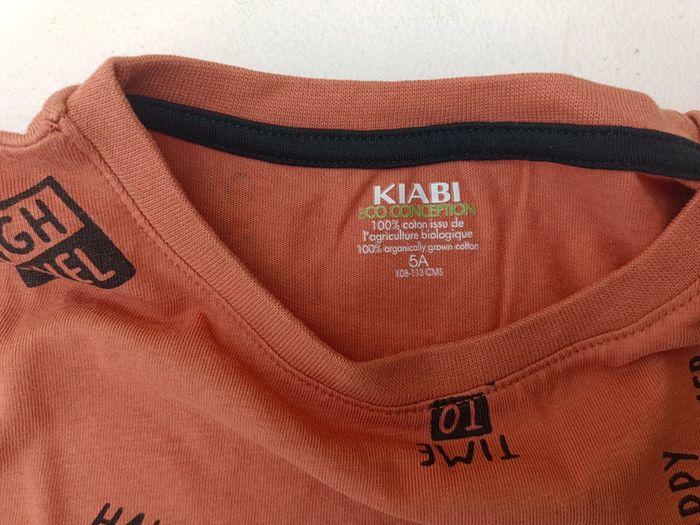 KIABI
ECO CONCEPTION
100% coton issu de
l'agriculture biologique
100% organically grown cotton
5A
108-113 CMS
TIME
TO